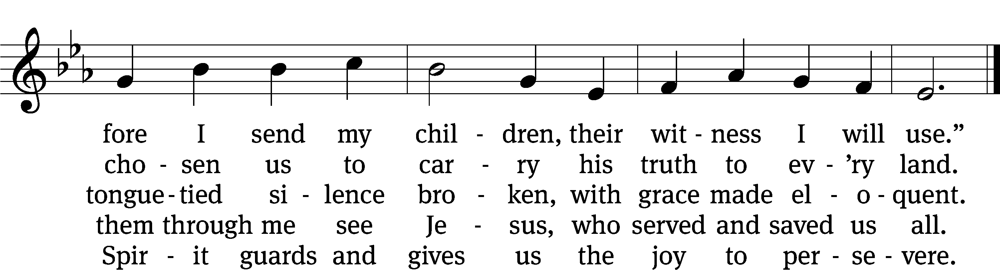 fore I send my chil - dren, their wit - ness I will use.”
cho - sen us to car - ry his truth to ev - ’ry land.
tongue - tied si - lence bro - ken, with grace made el - o - quent.
them through me see Je - sus, who served and saved us all.
Spir - it guards and gives us the joy to per - se - vere.